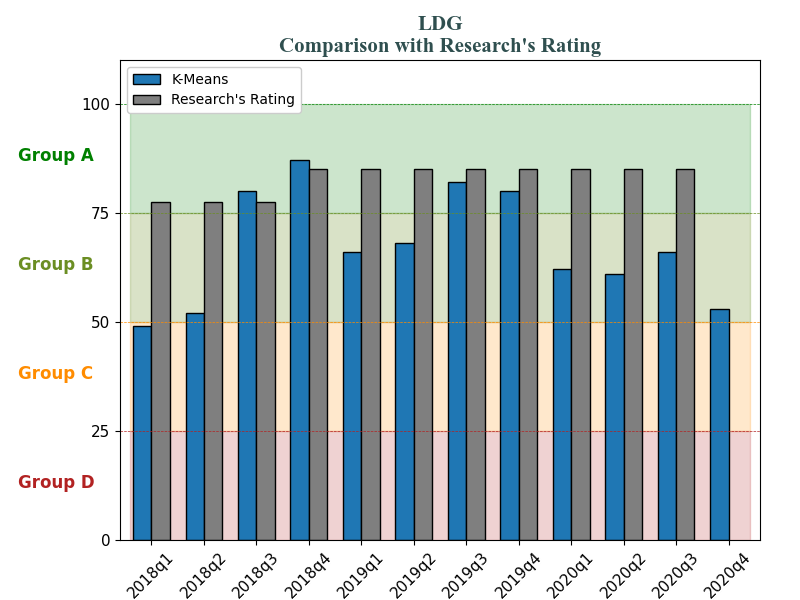 LDG
Comparison with Research's Rating
K-Means
Research's Rating
100
Group A
75
Group B
50
Group C
25
Group D
0
2018q1
2018q2
2018q3
2018q4
2019q1
2019q2
2019q3
2019q4
2020q1
2020q2
2020q3
2020q4